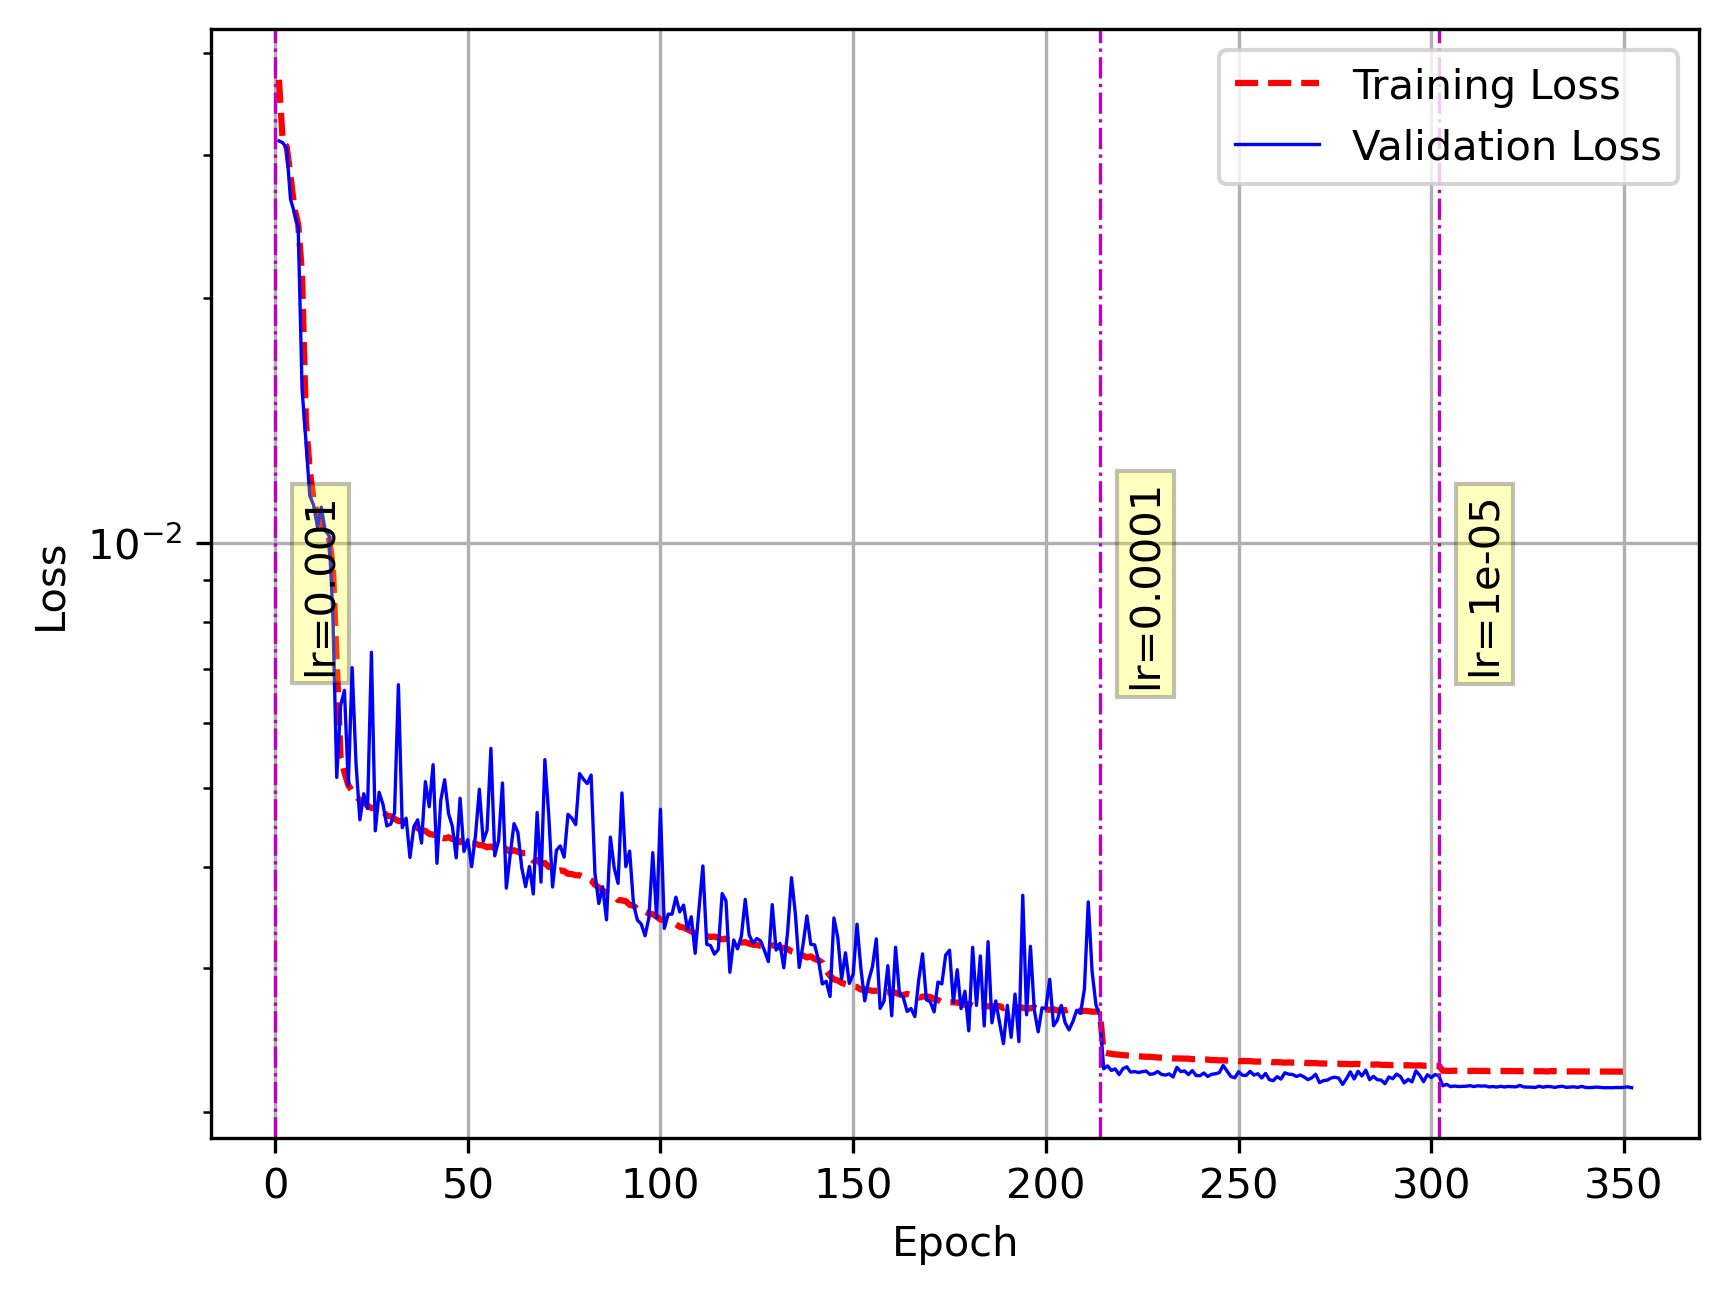 Training Loss
Validation Loss
lr=0.001
lr=0.0001
lr=1e-05
Loss
10⁻²
0 50 100 150 200 250 300 350
Epoch